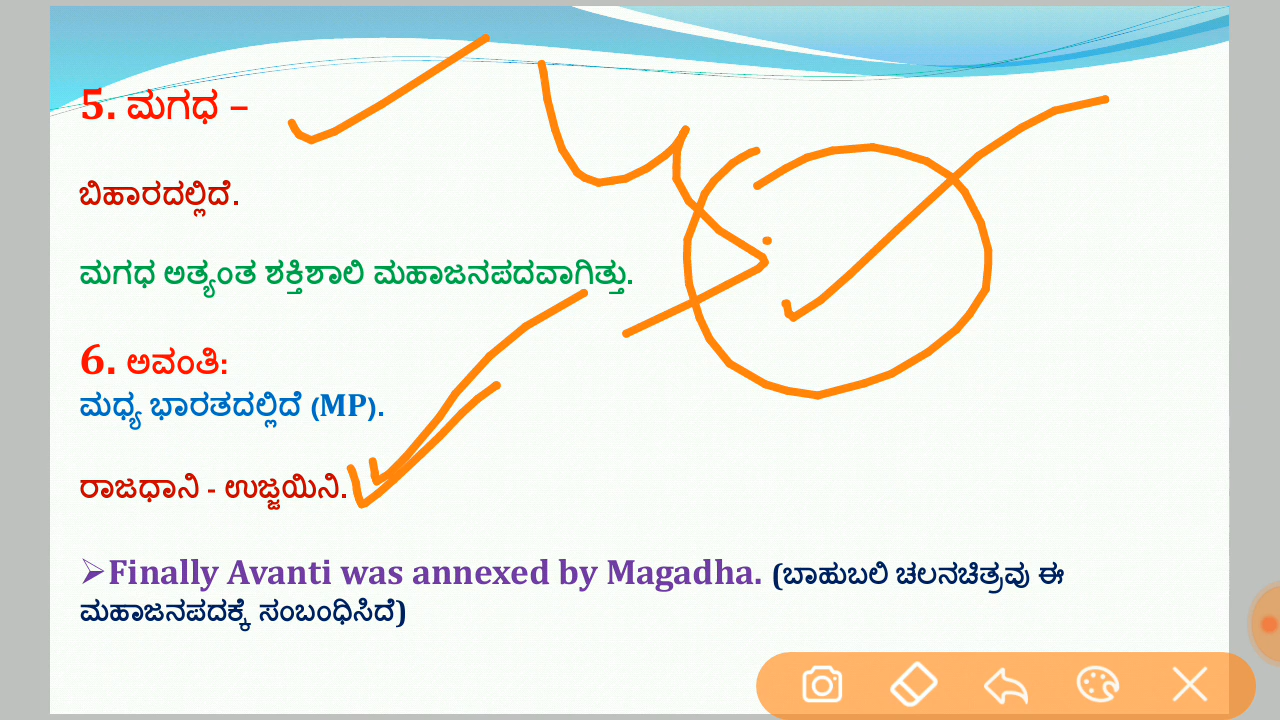 5. ಮಗಧ –
ಬಿಹಾರದಲ್ಲಿದೆ.
ಮಗಧ ಅತ್ಯಂತ ಶಕ್ತಿಶಾಲಿ ಮಹಾಜನಪದವಾಗಿತ್ತು.
6. ಅವಂತಿ:
ಮಧ್ಯ ಭಾರತದಲ್ಲಿದೆ (MP).
ರಾಜಧಾನಿ - ಉಜ್ಜಯಿನಿ.
➢Finally Avanti was annexed by Magadha. (ಬಾಹುಬಲಿ ಚಲನಚಿತ್ರವು ಈ
ಮಹಾಜನಪದಕ್ಕೆ ಸಂಬಂಧಿಸಿದೆ)